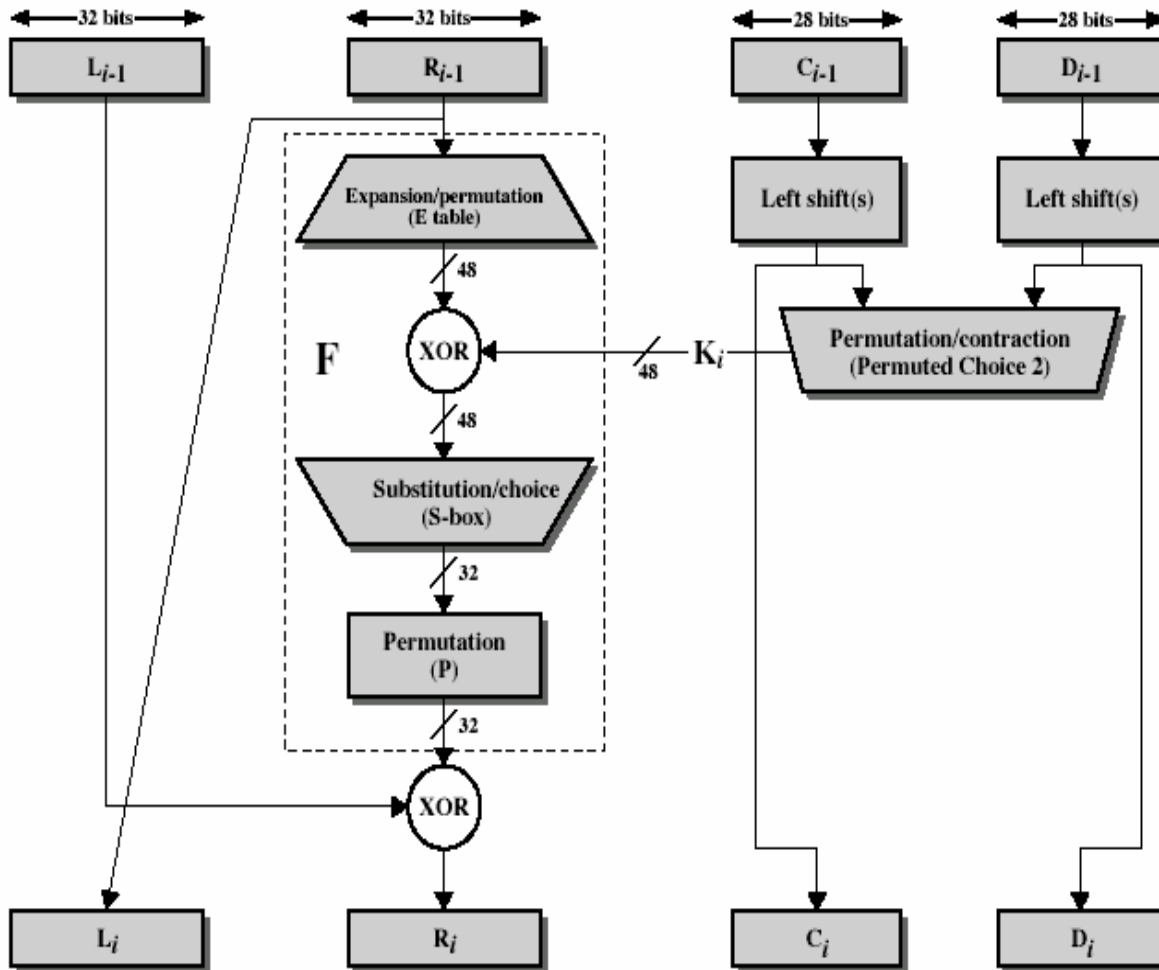 32 bits
32 bits
28 bits
28 bits
Li-1
Ri-1
Ci-1
Di-1
Expansion/permutation
(E table)
Left shift(s)
Left shift(s)
48
F
XOR
48
Ki
Permutation/contraction
(Permuted Choice 2)
48
Substitution/choice
(S-box)
32
Permutation
(P)
32
XOR
Li
Ri
Ci
Di